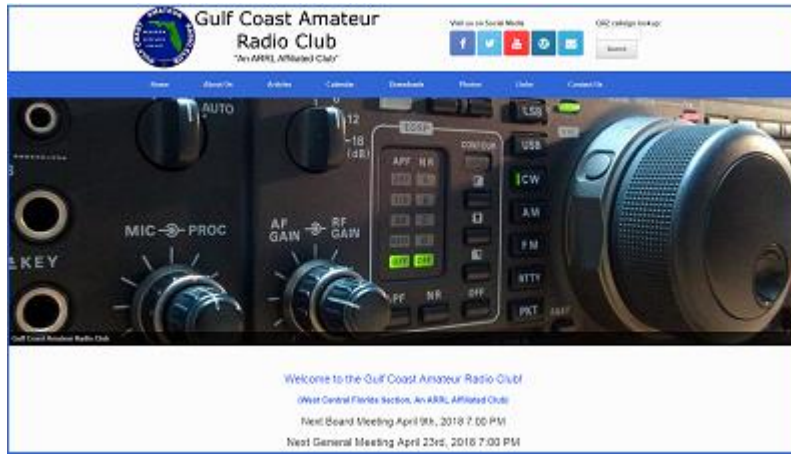 Gulf Coast Amateur
Radio Club
"An ARRL Affiliated Club"
Visit us on Social Media
QRZ callsign lookup:
Search
Home About Us Articles Calendar Downloads Photos Links Contact Us
AUTO
0
12
18
(dB)
EDSP
APF NR
CONTOUR
OFF OFF
APF NR OFF
LSB
USB
CW
AM
FM
RTTY
PKT
MIC PROC
AF GAIN RF GAIN
KEY
Gulf Coast Amateur Radio Club
Welcome to the Gulf Coast Amateur Radio Club!
(West Central Florida Section, An ARRL Affiliated Club)
Next Board Meeting April 9th, 2018 7:00 PM
Next General Meeting April 23rd, 2018 7:00 PM